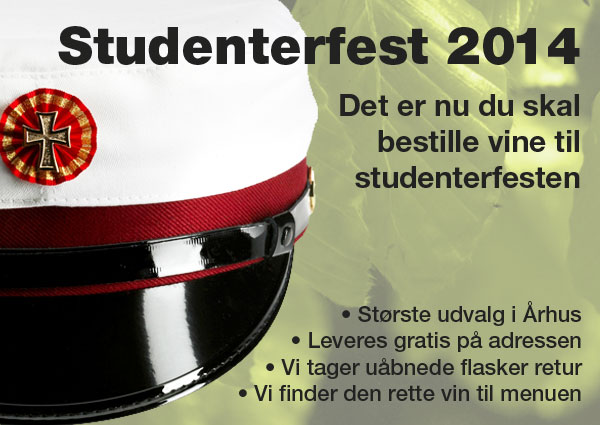 Studenterfest 2014
Det er nu du skal
bestille vine til
studenterfesten
• Største udvalg i Århus
• Leveres gratis på adressen
• Vi tager uåbnede flasker retur
• Vi finder den rette vin til menuen